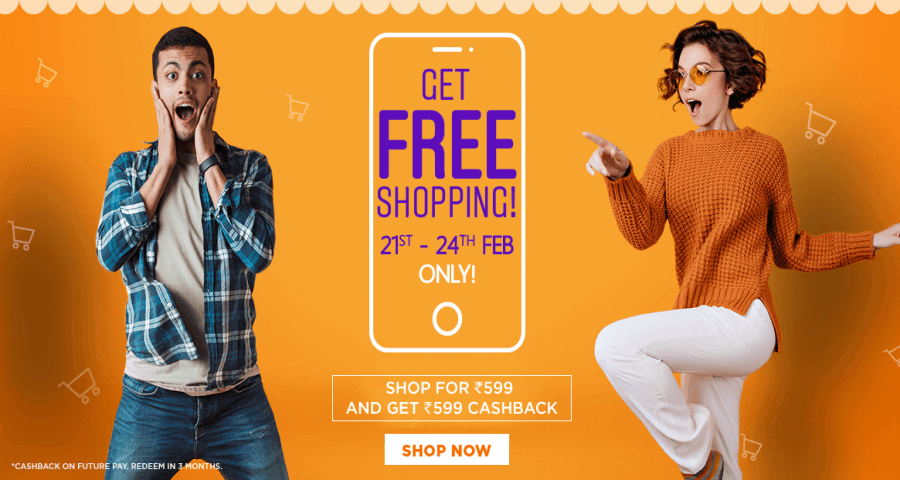 GET
FREE
SHOPPING!
21ST - 24TH FEB
ONLY!
SHOP FOR ₹599
AND GET ₹599 CASHBACK
SHOP NOW
*CASHBACK ON FUTURE PAY. REDEEM IN 3 MONTHS.